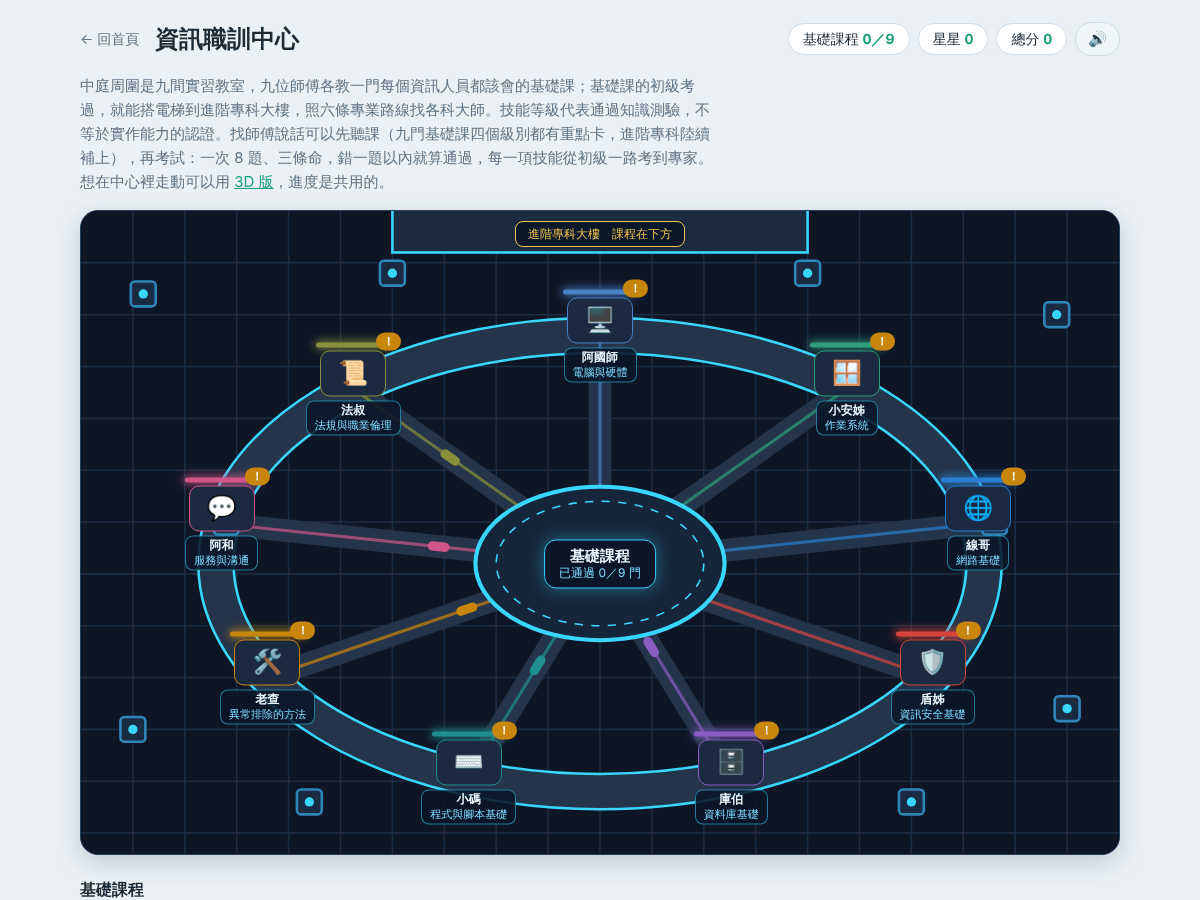 ← 回首頁 資訊職訓中心 基礎課程 0／9 星星 0 總分 0
中庭周圍是九間實習教室，九位師傅各教一門每個資訊人員都該會的基礎課；基礎課的初級考
過，就能搭電梯到進階專科大樓，照六條專業路線找各科大師。技能等級代表通過知識測驗，不
等於實作能力的認證。找師傅說話可以先聽課（九門基礎課四個級別都有重點卡，進階專科陸續
補上），再考試：一次 8 題、三條命，錯一題以內就算通過，每一項技能從初級一路考到專家。
想在中心裡走動可以用 3D 版，進度是共用的。
進階專科大樓 課程在下方
!
阿國師
電腦與硬體
!
法叔
法規與職業倫理
!
小安姊
作業系統
!
阿和
服務與溝通
!
線哥
網路基礎
基礎課程
已通過 0／9 門
!
老查
異常排除的方法
!
盾姊
資訊安全基礎
!
小碼
程式與腳本基礎
!
庫伯
資料庫基礎
基礎課程